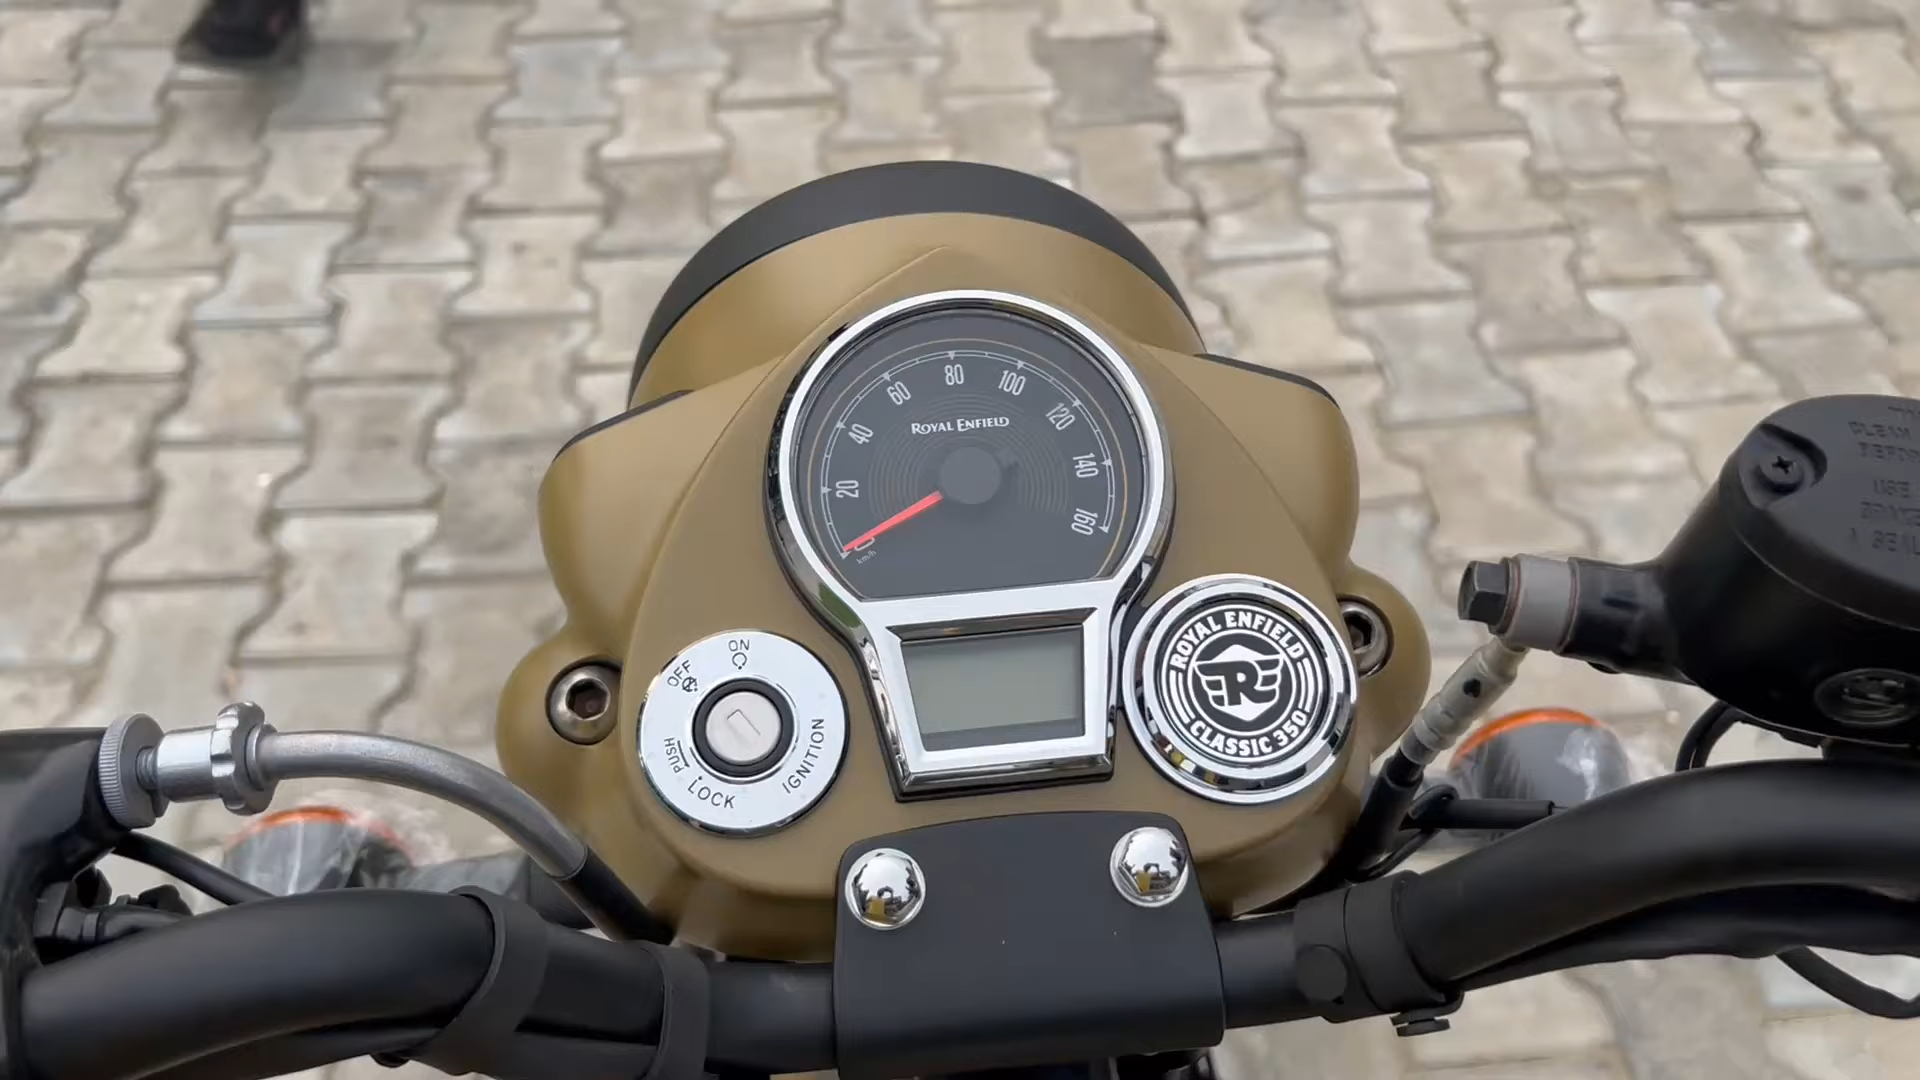 80
60
100
40
120
ROYAL ENFIELD
140
20
160
0
km/h
ON
OFF
PUSH
LOCK
IGNITION
ROYAL ENFIELD
R
CLASSIC 350